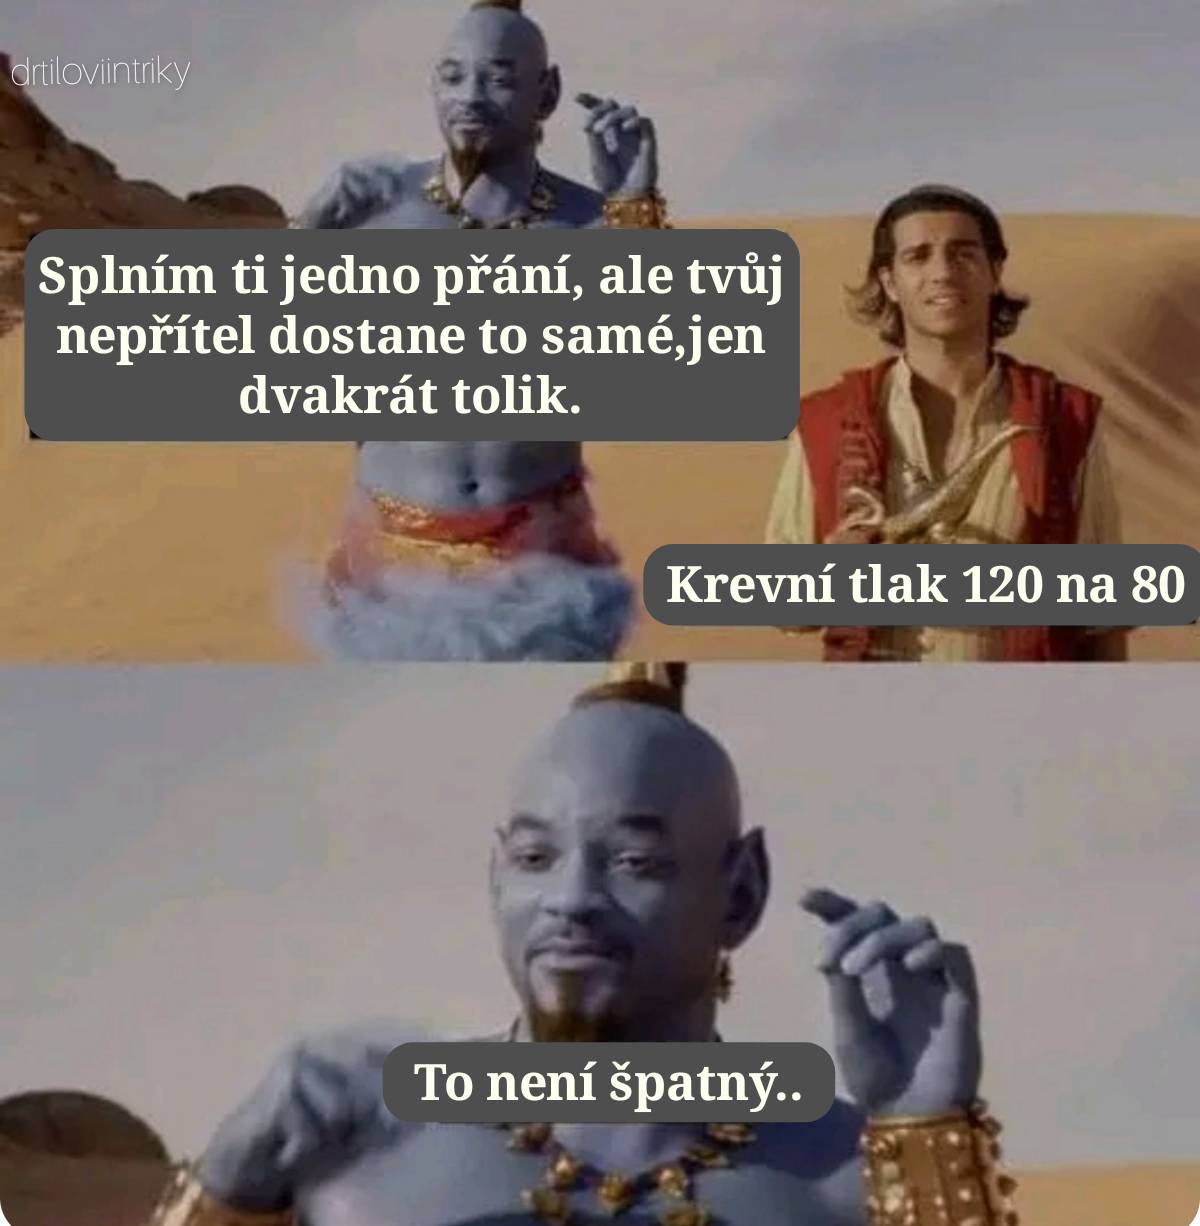 drtiloviintriky
Splním ti jedno přání, ale tvůj
nepřítel dostane to samé,jen
dvakrát tolik.
Krevní tlak 120 na 80
To není špatný..